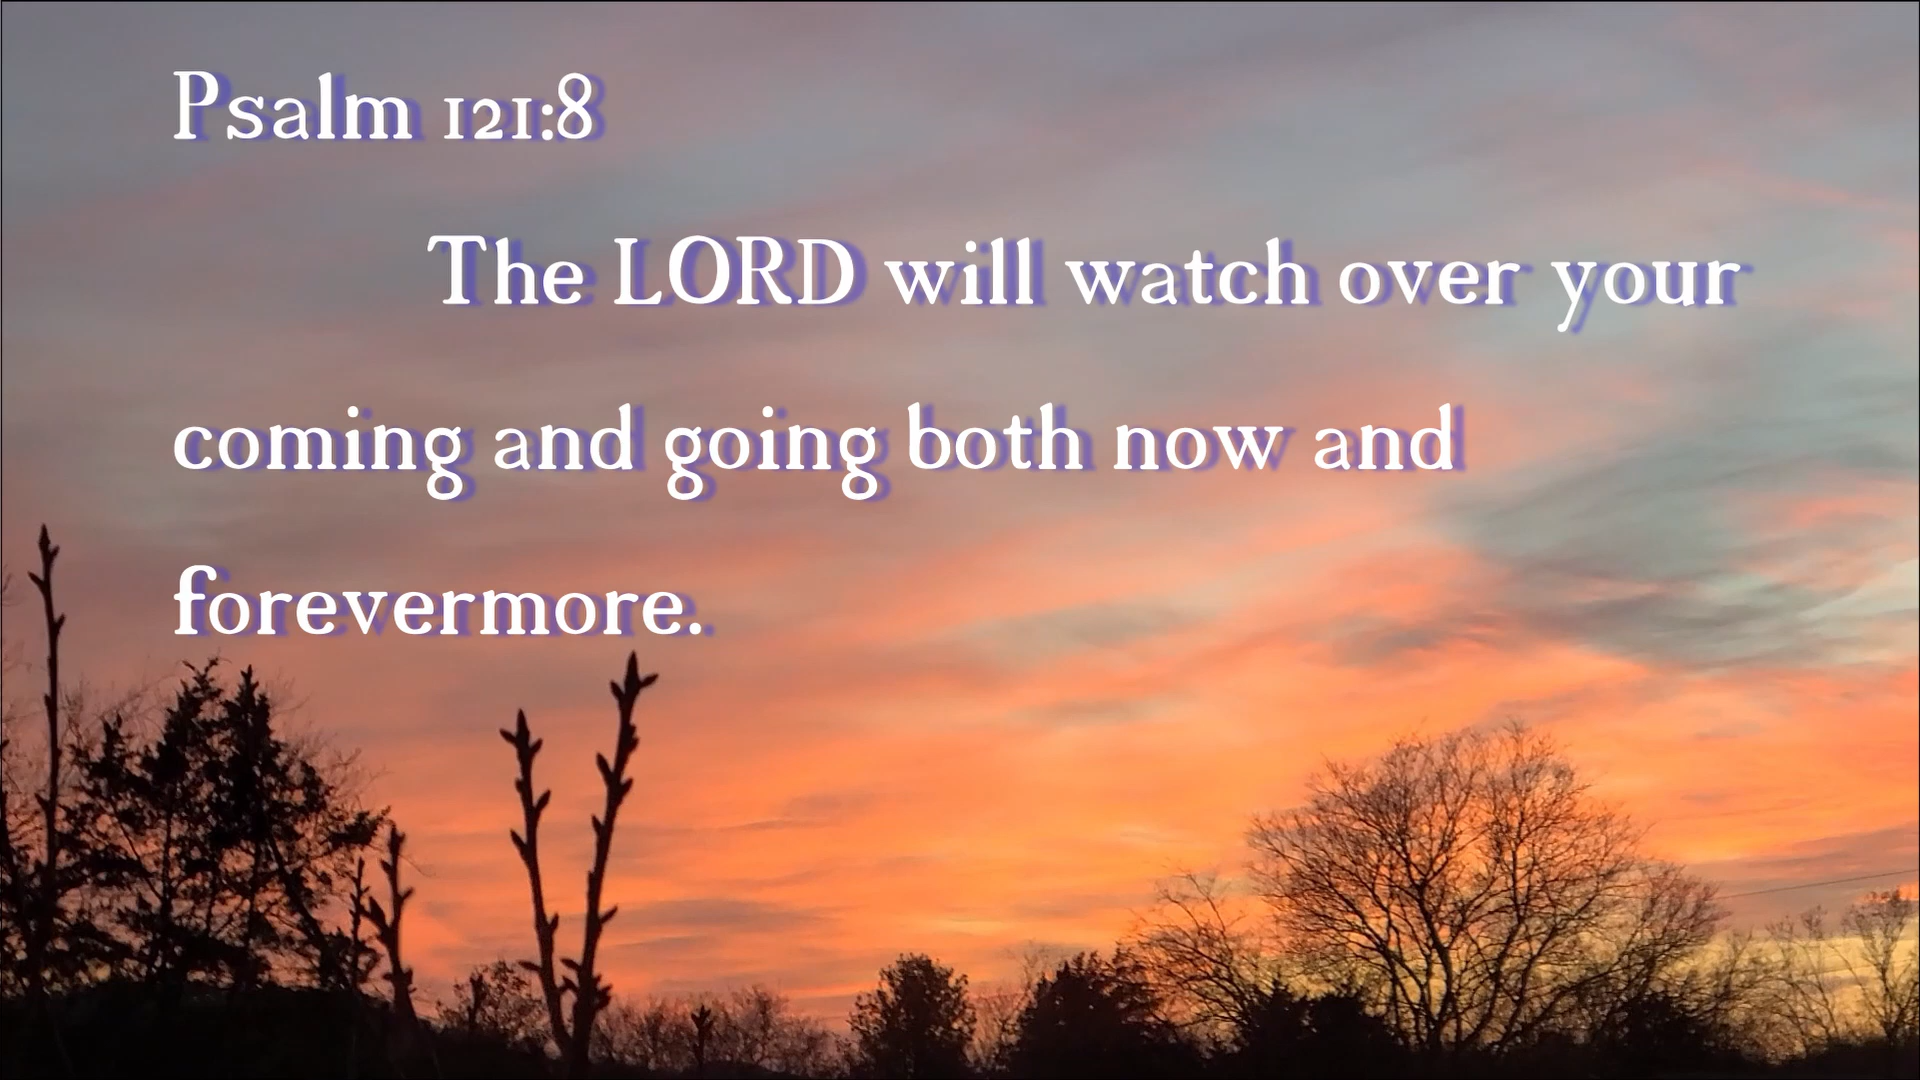 Psalm 121:8
The LORD will watch over your
coming and going both now and
forevermore.